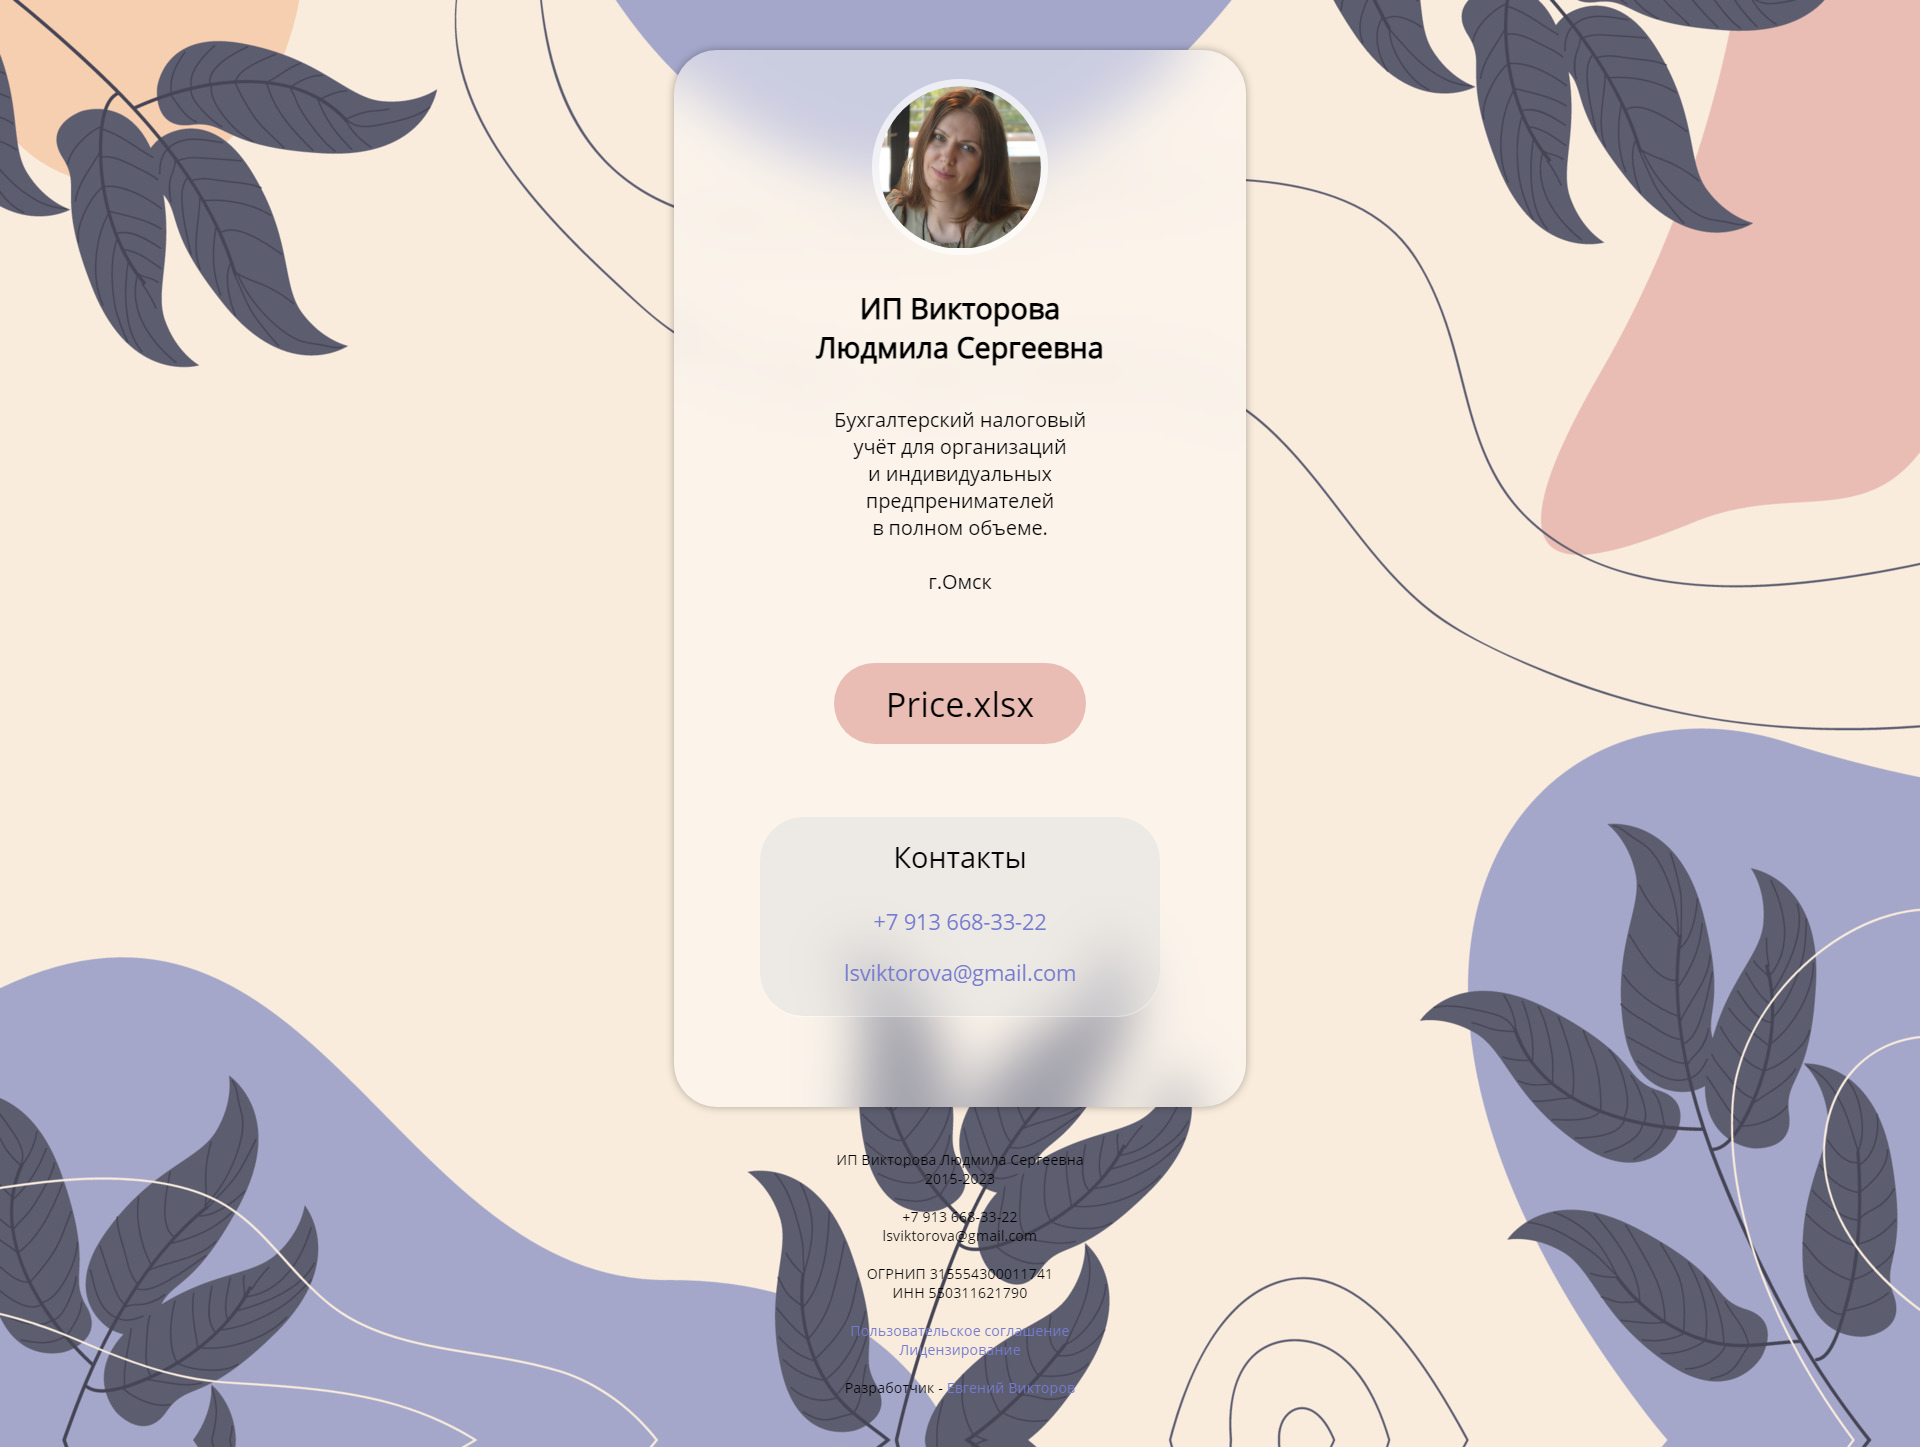 ИП Викторова
Людмила Сергеевна
Бухгалтерский налоговый
учёт для организаций
и индивидуальных
предпренимателей
в полном объеме.
г.Омск
Price.xlsx
Контакты
+7 913 668-33-22
lsviktorova@gmail.com
ИП Викторова Людмила Сергеевна
2015-2023
+7 913 668-33-22
lsviktorova@gmail.com
ОГРНИП 315554300011741
ИНН 550311621790
Пользовательское соглашение
Лицензирование
Разработчик - Евгений Викторов